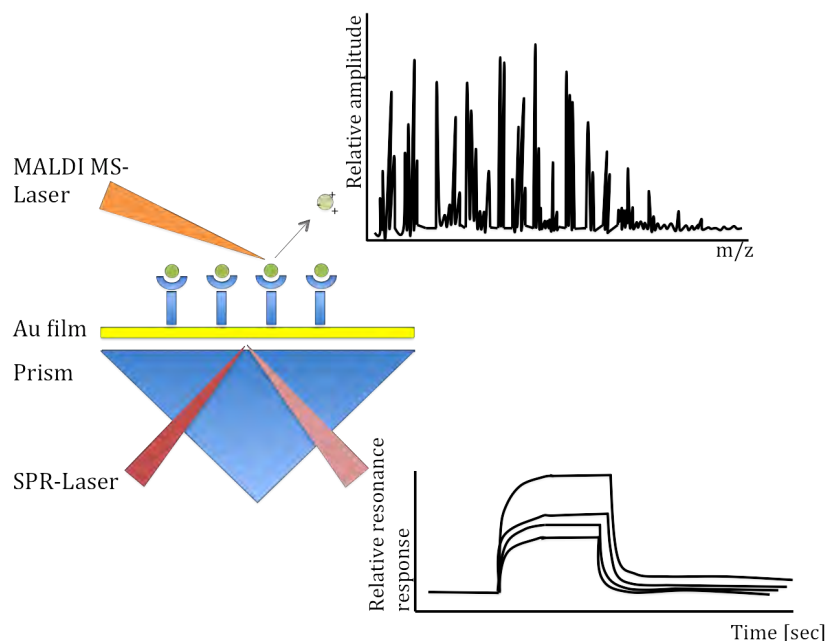 MALDI MS-
Laser
Relative amplitude
m/z
Au film
Prism
SPR-Laser
Relative resonance
response
Time [sec]